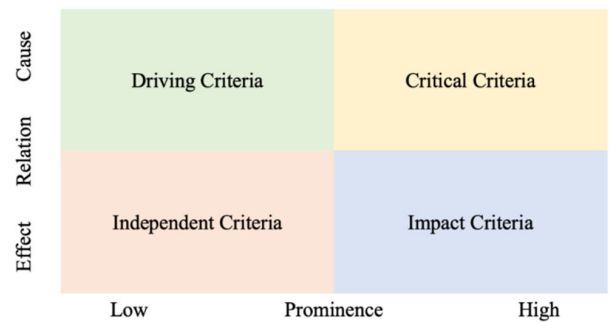 Cause
Driving Criteria
Critical Criteria
Relation
Effect
Independent Criteria
Impact Criteria
Low
Prominence
High